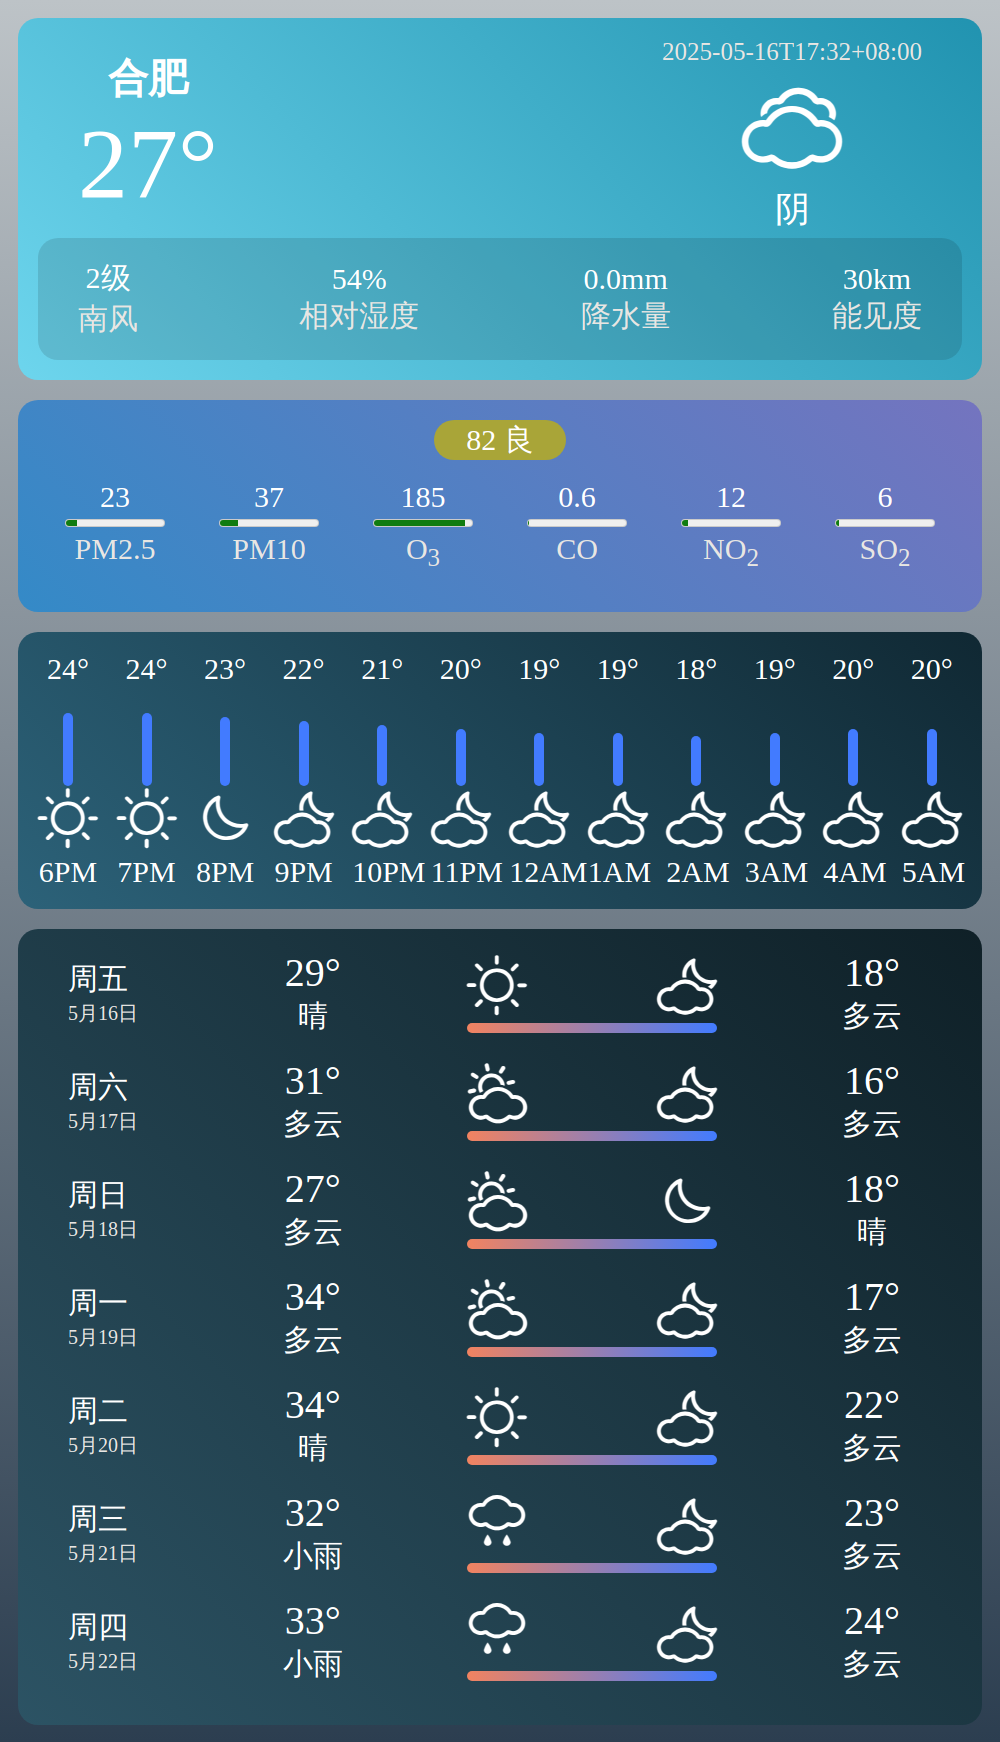 合肥
27°
2025-05-16T17:32+08:00
阴
2级 54% 0.0mm 30km
南风 相对湿度 降水量 能见度
82 良
23 37 185 0.6 12 6
PM2.5 PM10 O3 CO NO2 SO2
24° 24° 23° 22° 21° 20° 19° 19° 18° 19° 20° 20°
6PM 7PM 8PM 9PM 10PM 11PM 12AM 1AM 2AM 3AM 4AM 5AM
周五 29° 18°
5月16日 晴 多云
周六 31° 16°
5月17日 多云 多云
周日 27° 18°
5月18日 多云 晴
周一 34° 17°
5月19日 多云 多云
周二 34° 22°
5月20日 晴 多云
周三 32° 23°
5月21日 小雨 多云
周四 33° 24°
5月22日 小雨 多云